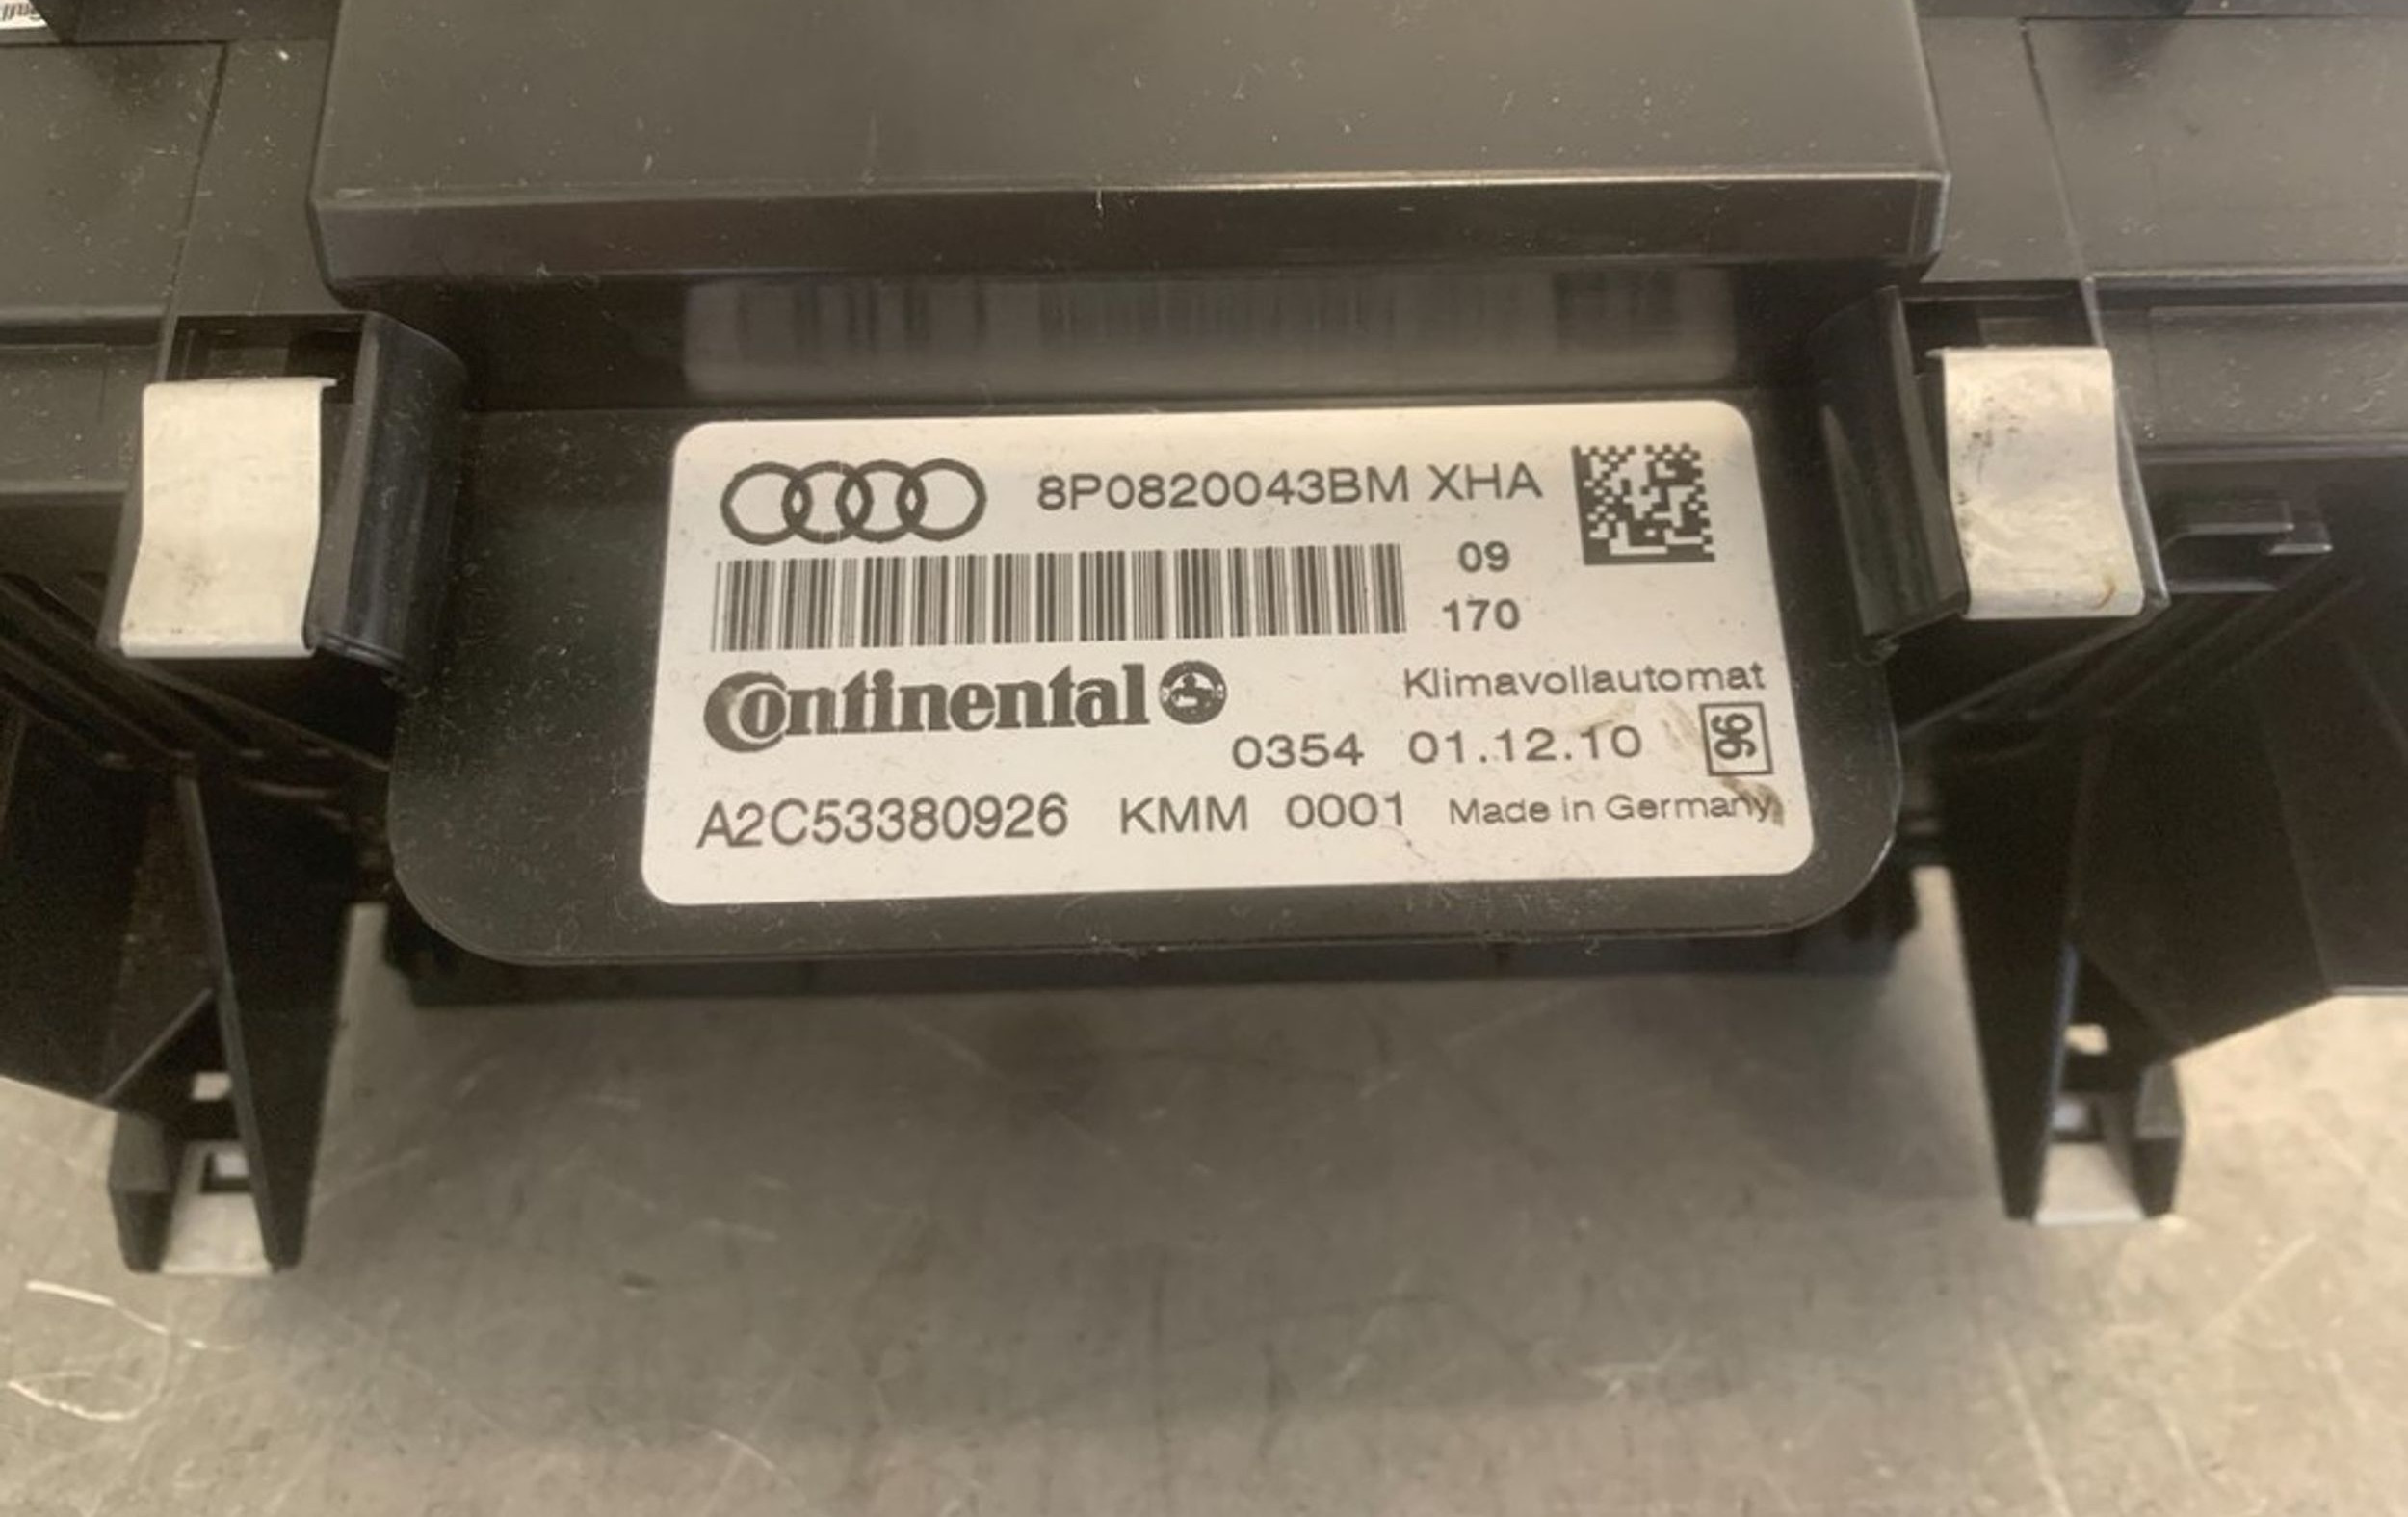 8P0820043BM XHA
09
170
Continental
Klimavollautomat
0354 01.12.10 96
A2C53380926 KMM 0001 Made in Germany